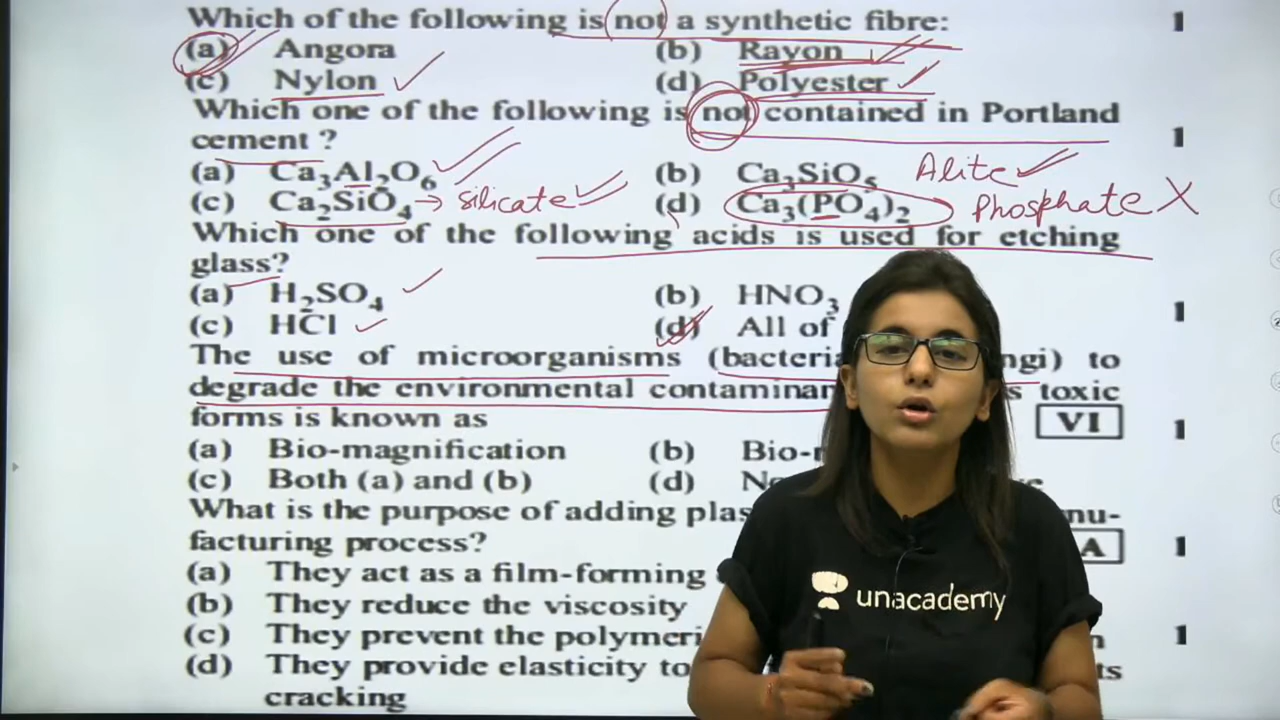 Which of the following is not a synthetic fibre: 1
(a) Angora (b) Rayon
(c) Nylon (d) Polyester
Which one of the following is not contained in Portland
cement ? 1
(a) Ca₃Al₂O₆ (b) Ca₃SiO₅ Alite
(c) Ca₂SiO₄ → silicate (d) Ca₃(PO₄)₂ Phosphate X
Which one of the following acids is used for etching
glass?
(a) H₂SO₄ (b) HNO₃ 1
(c) HCl (d) All of
The use of microorganisms (bacteria ngi) to
degrade the environmental contaminan s toxic
forms is known as VI 1
(a) Bio-magnification (b) Bio-
(c) Both (a) and (b) (d)
What is the purpose of adding plas nu-
facturing process? A 1
(a) They act as a film-forming
(b) They reduce the viscosity
(c) They prevent the polymeri n 1
(d) They provide elasticity to ts
cracking
unacademy